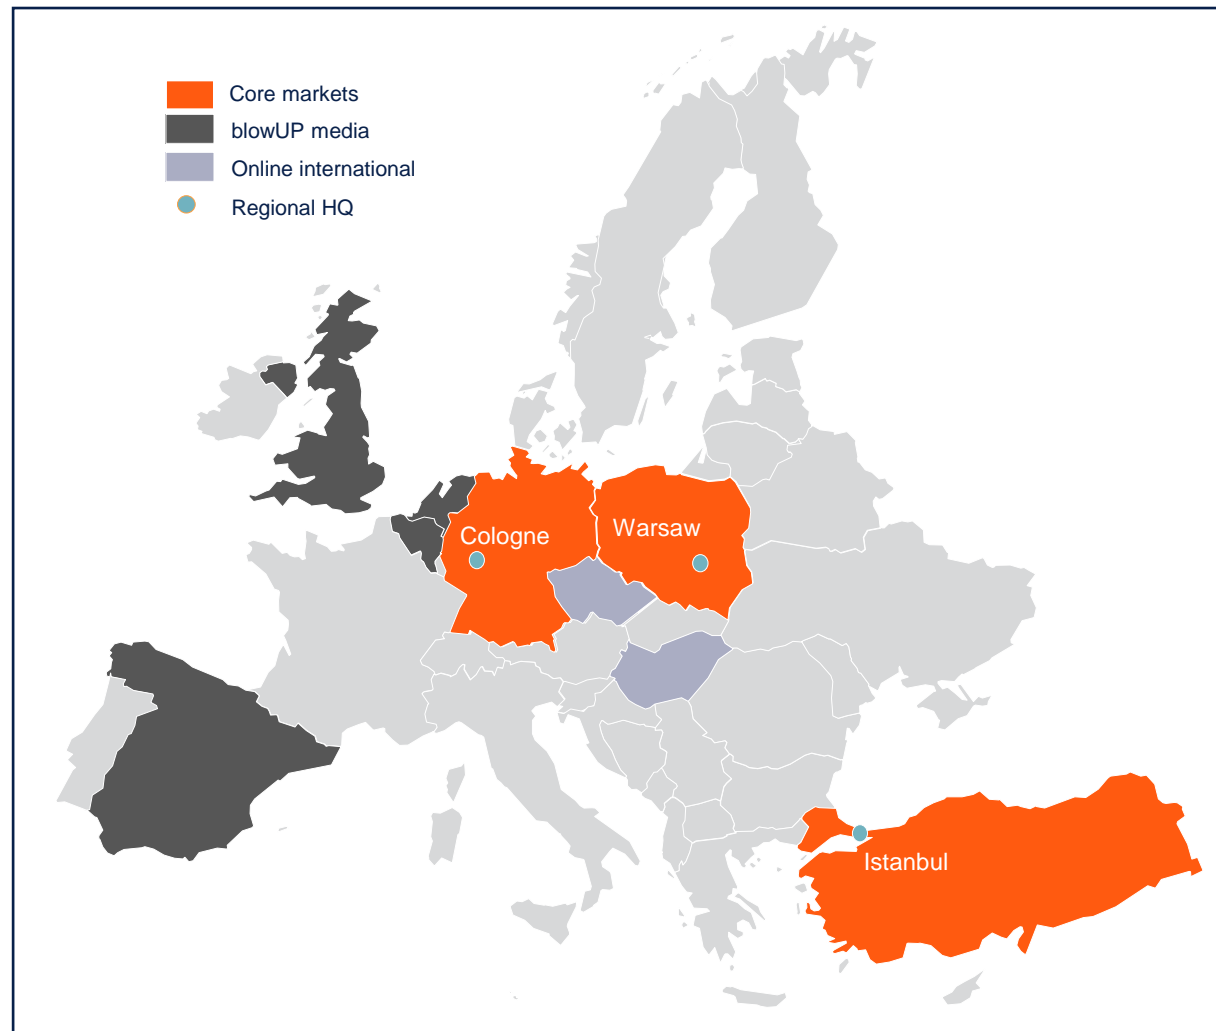 Core markets
blowUP media
Online international
Regional HQ
Cologne
Warsaw
Istanbul